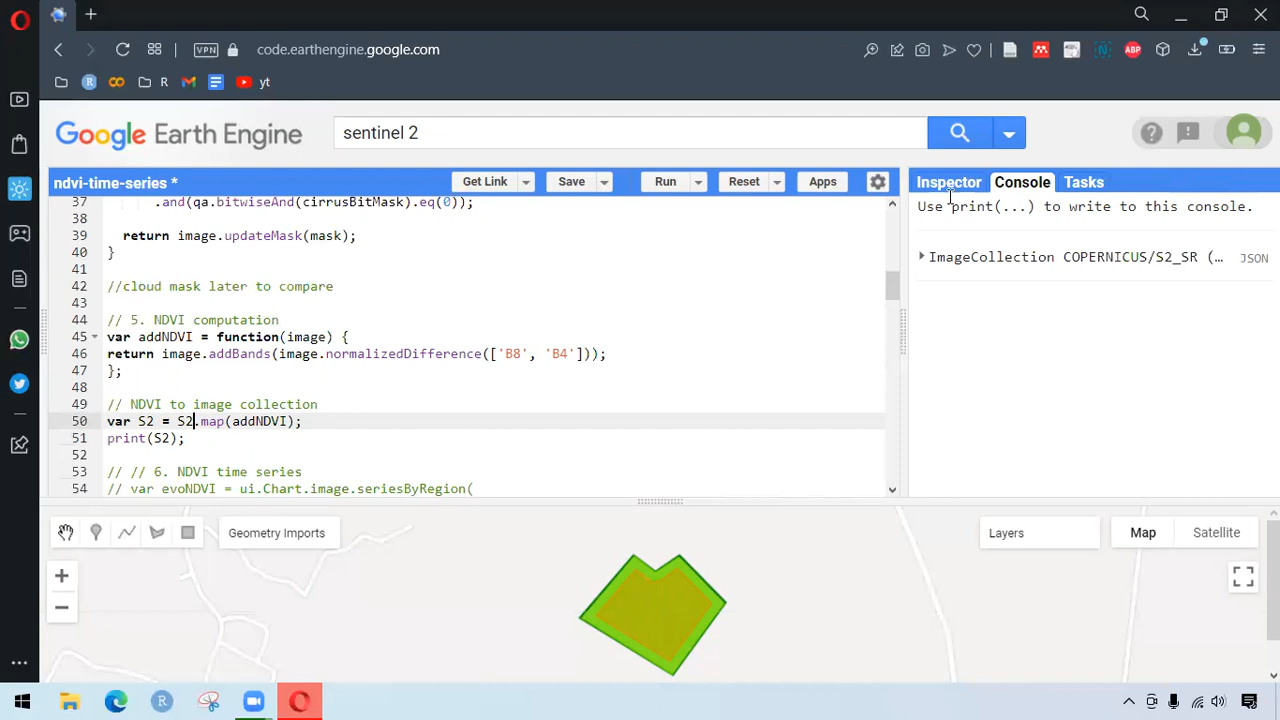 code.earthengine.google.com
VPN
ABP
R
yt
Google Earth Engine
sentinel 2
ndvi-time-series *
Get Link
Save
Run
Reset
Apps
Inspector
Console
Tasks
Use print(...) to write to this console.
ImageCollection COPERNICUS/S2_SR (…
JSON
37 .and(qa.bitwiseAnd(cirrusBitMask).eq(0));
38
39 return image.updateMask(mask);
40 }
41
42 //cloud mask later to compare
43
44 // 5. NDVI computation
45 var addNDVI = function(image) {
46 return image.addBands(image.normalizedDifference(['B8', 'B4']));
47 };
48
49 // NDVI to image collection
50 var S2 = S2.map(addNDVI);
51 print(S2);
52
53 // // 6. NDVI time series
54 // var evoNDVI = ui.Chart.image.seriesByRegion(
Geometry Imports
Layers
Map
Satellite